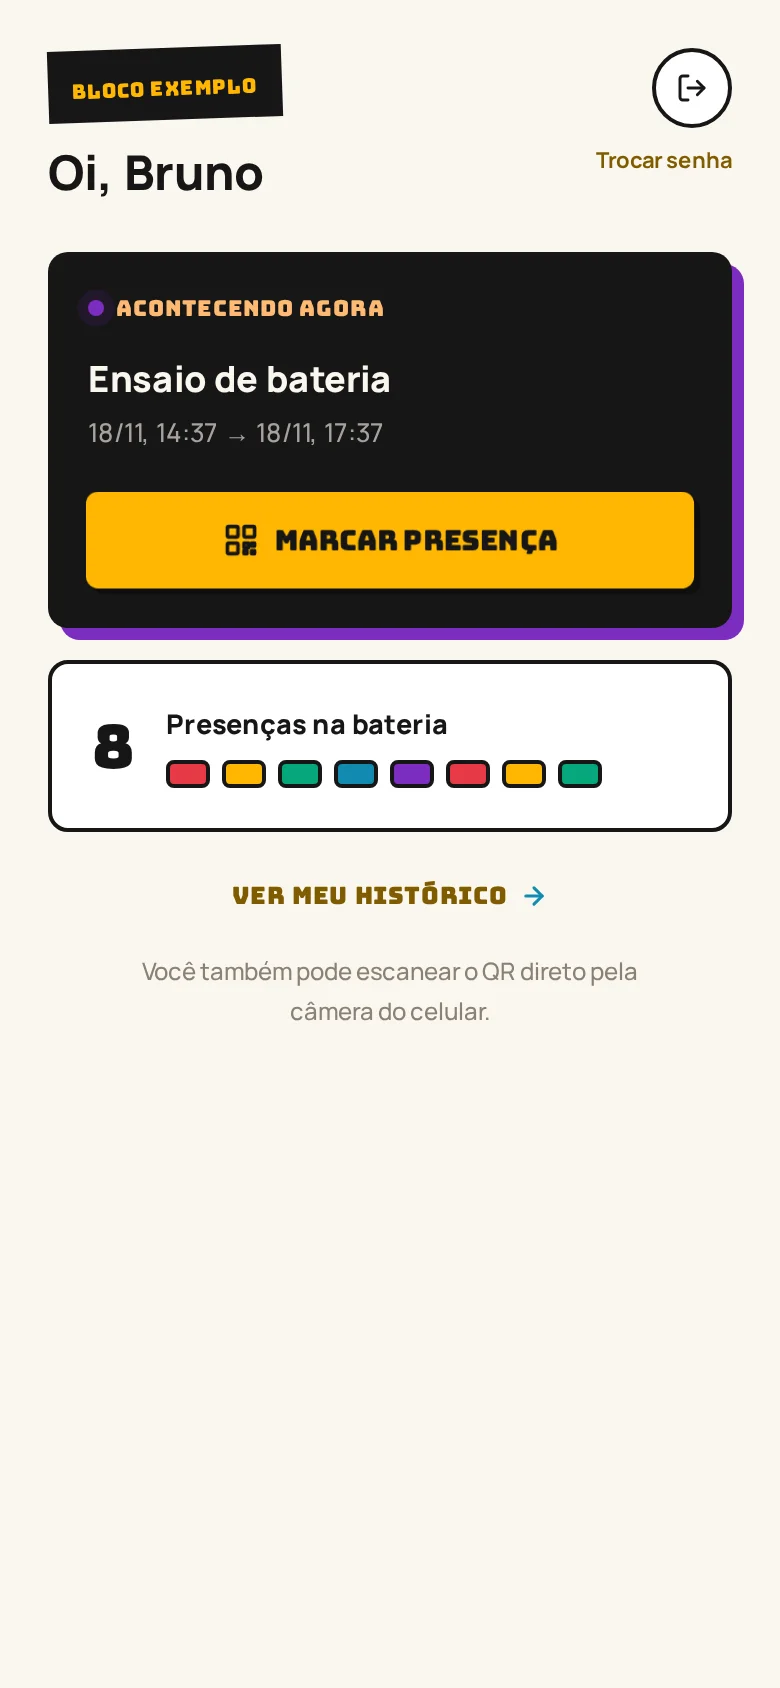 BLOCO EXEMPLO
Oi, Bruno
Trocar senha
ACONTECENDO AGORA
Ensaio de bateria
18/11, 14:37 → 18/11, 17:37
MARCAR PRESENÇA
8
Presenças na bateria
VER MEU HISTÓRICO →
Você também pode escanear o QR direto pela
câmera do celular.